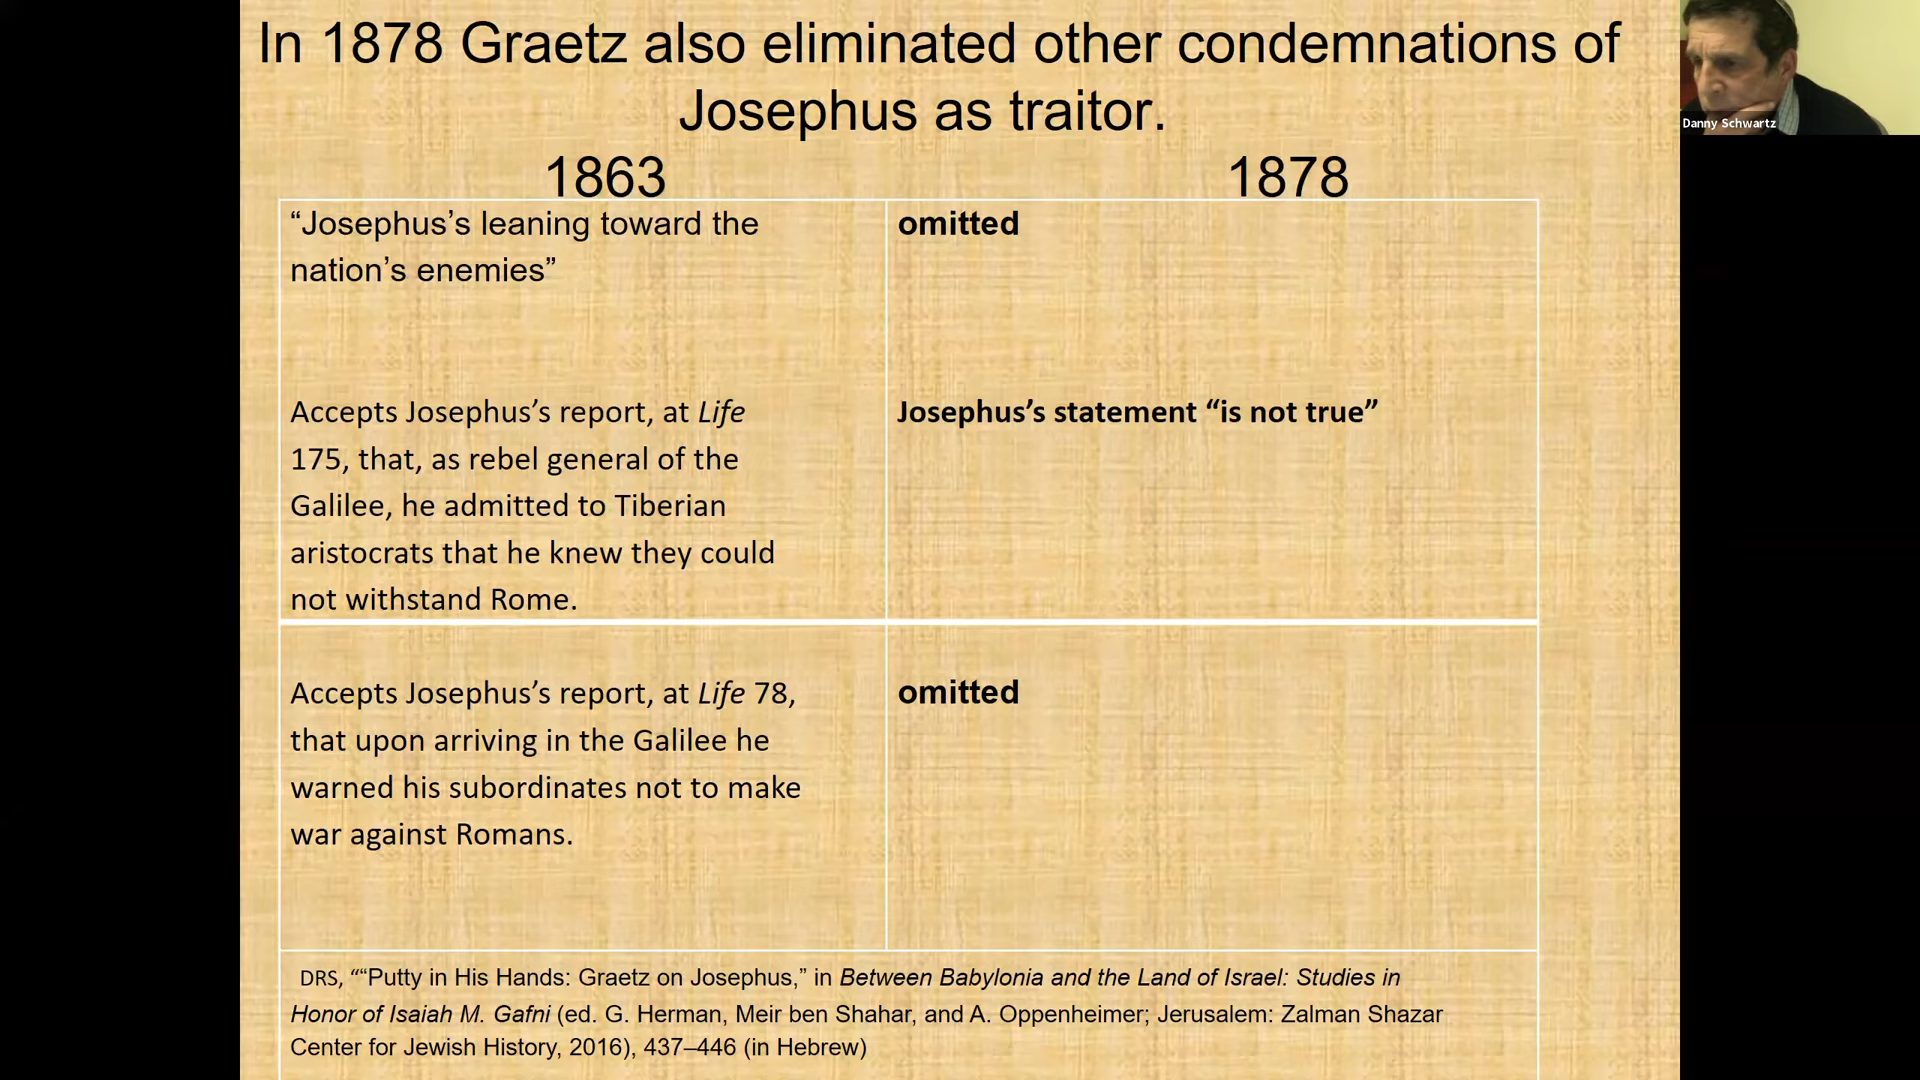 In 1878 Graetz also eliminated other condemnations of
Josephus as traitor.
1863
1878
“Josephus’s leaning toward the
nation’s enemies”
omitted
Accepts Josephus’s report, at Life
175, that, as rebel general of the
Galilee, he admitted to Tiberian
aristocrats that he knew they could
not withstand Rome.
Josephus’s statement “is not true”
Accepts Josephus’s report, at Life 78,
that upon arriving in the Galilee he
warned his subordinates not to make
war against Romans.
omitted
DRS, ““Putty in His Hands: Graetz on Josephus,” in Between Babylonia and the Land of Israel: Studies in
Honor of Isaiah M. Gafni (ed. G. Herman, Meir ben Shahar, and A. Oppenheimer; Jerusalem: Zalman Shazar
Center for Jewish History, 2016), 437–446 (in Hebrew)
Danny Schwartz